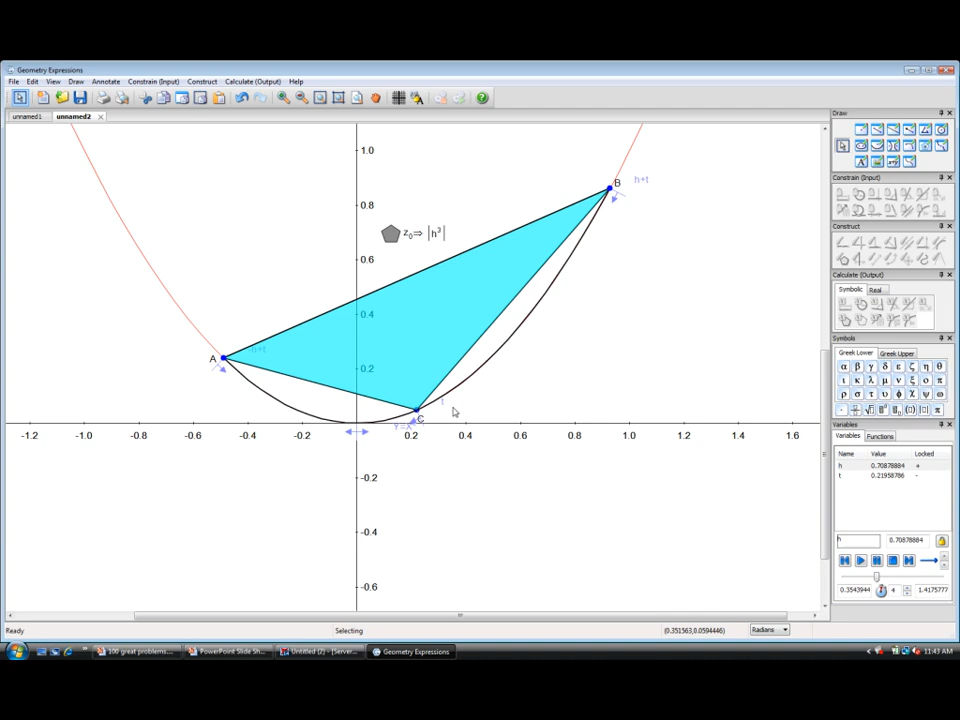 Geometry Expressions
File Edit View Draw Annotate Constrain (Input) Construct Calculate (Output) Help
unnamed1 unnamed2
Draw
Constrain (Input)
Construct
Calculate (Output)
Symbolic Real
Symbols
Greek Lower Greek Upper
α β γ δ ε ζ η θ
ι κ λ μ ν ξ ο π
ρ σ τ υ φ χ ψ ω
Variables
Variables Functions
Name Value Locked
h 0.70878884 +
t 0.21958786 -
h 0.70878884
0.3543944 4 1.4175777
1.0
0.8
0.6
0.4
0.2
-0.2
-0.4
-0.6
-1.2 -1.0 -0.8 -0.6 -0.4 0.2 0.4 0.6 0.8 1.0 1.2 1.4 1.6
B h+t
z₀⇒ |h³|
A -h+t
t
C
Ready Selecting (0.351563,0.0594446) Radians
100 great problems... PowerPoint Slide Sh... Untitled (2) - [Server... Geometry Expressions 11:43 AM